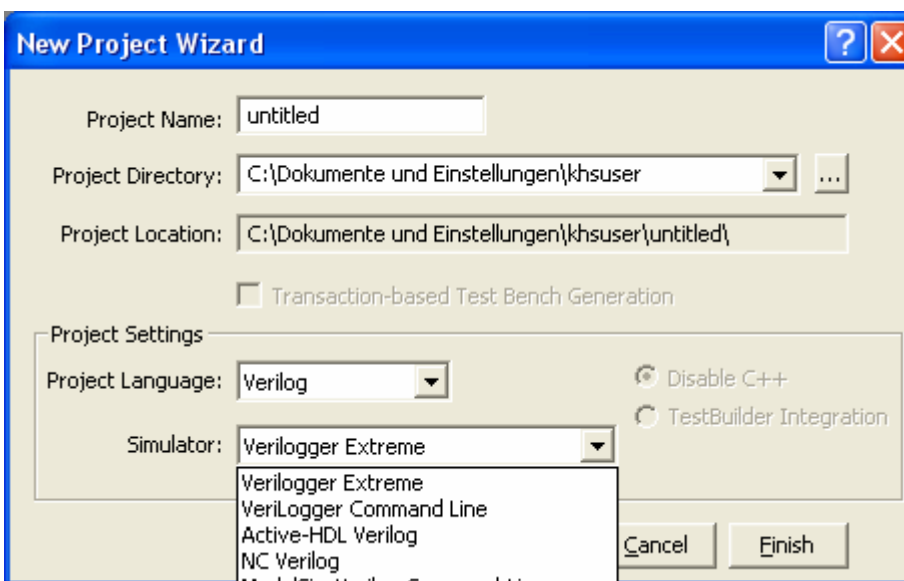 New Project Wizard
Project Name: untitled
Project Directory: C:\Dokumente und Einstellungen\khsuser ...
Project Location: C:\Dokumente und Einstellungen\khsuser\untitled\
Transaction-based Test Bench Generation
Project Settings
Project Language: Verilog
Disable C++
TestBuilder Integration
Simulator: Verilogger Extreme
Verilogger Extreme
VeriLogger Command Line
Active-HDL Verilog
NC Verilog
Cancel Finish